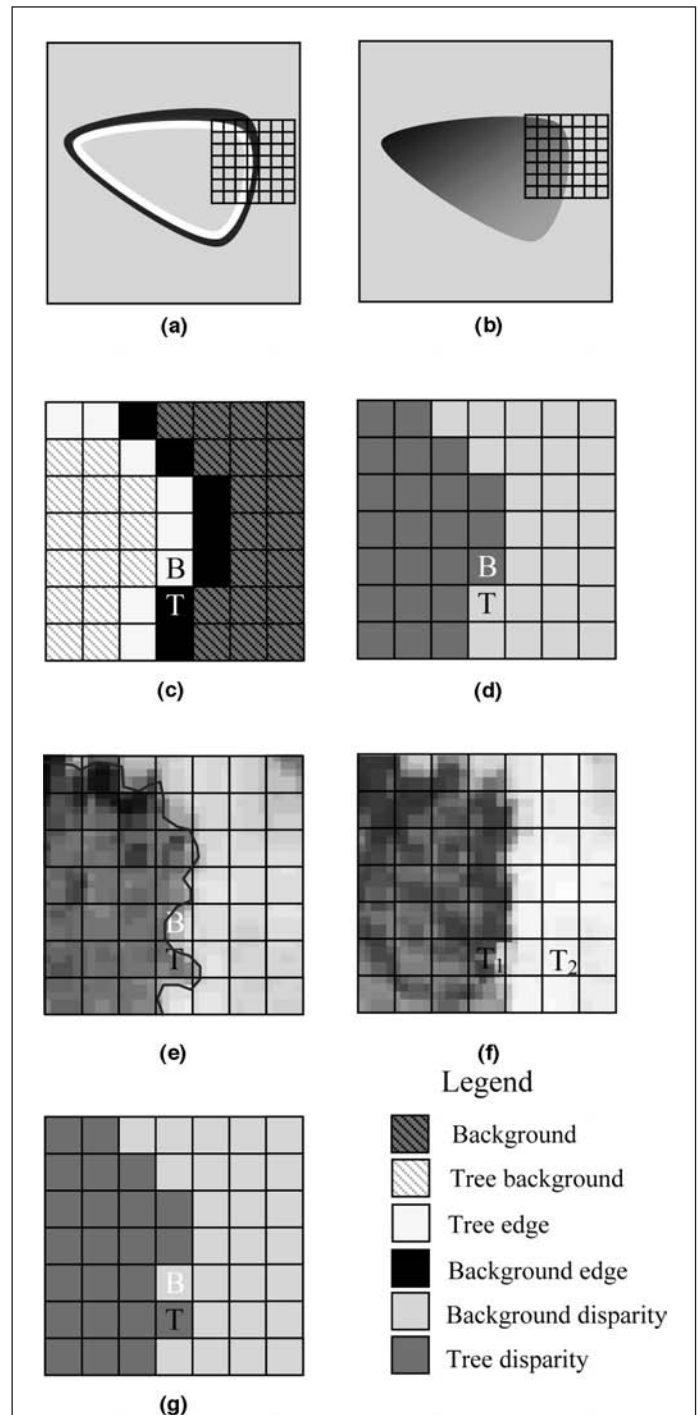 (a)
(b)
B
T
(c)
B
T
(d)
B
T
(e)
T1 T2
(f)
B
T
(g)
Legend
Background
Tree background
Tree edge
Background edge
Background disparity
Tree disparity